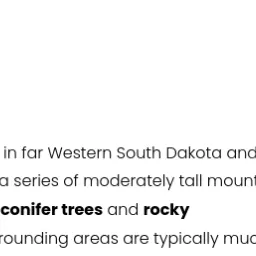 in far Western South Dakota and
a series of moderately tall mount
conifer trees and rocky
rounding areas are typically muc